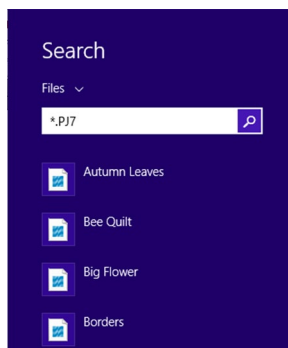 Search
Files
*.PJ7
Autumn Leaves
Bee Quilt
Big Flower
Borders